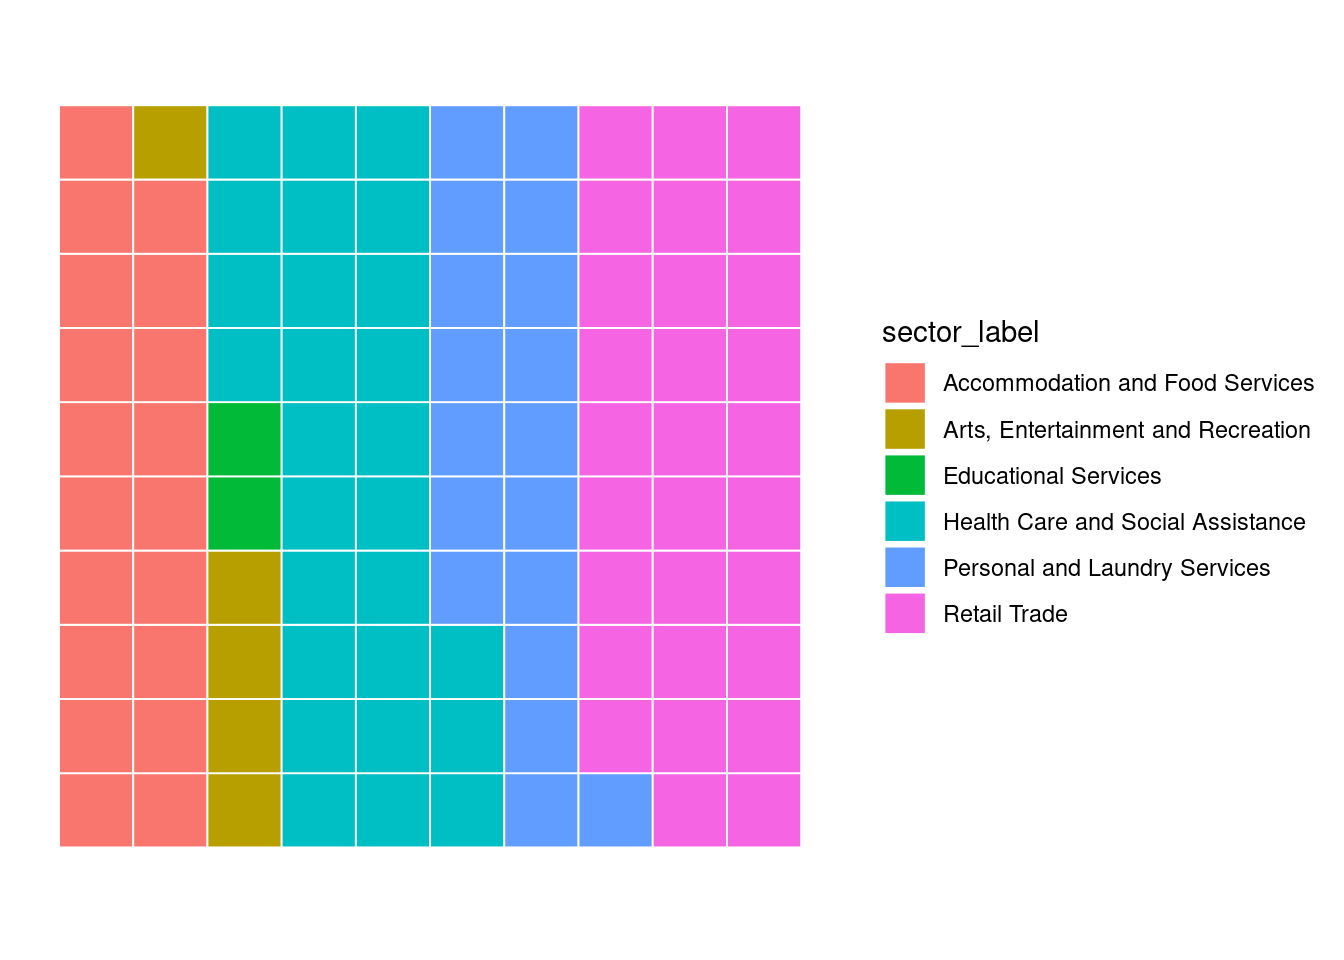 sector_label
Accommodation and Food Services
Arts, Entertainment and Recreation
Educational Services
Health Care and Social Assistance
Personal and Laundry Services
Retail Trade